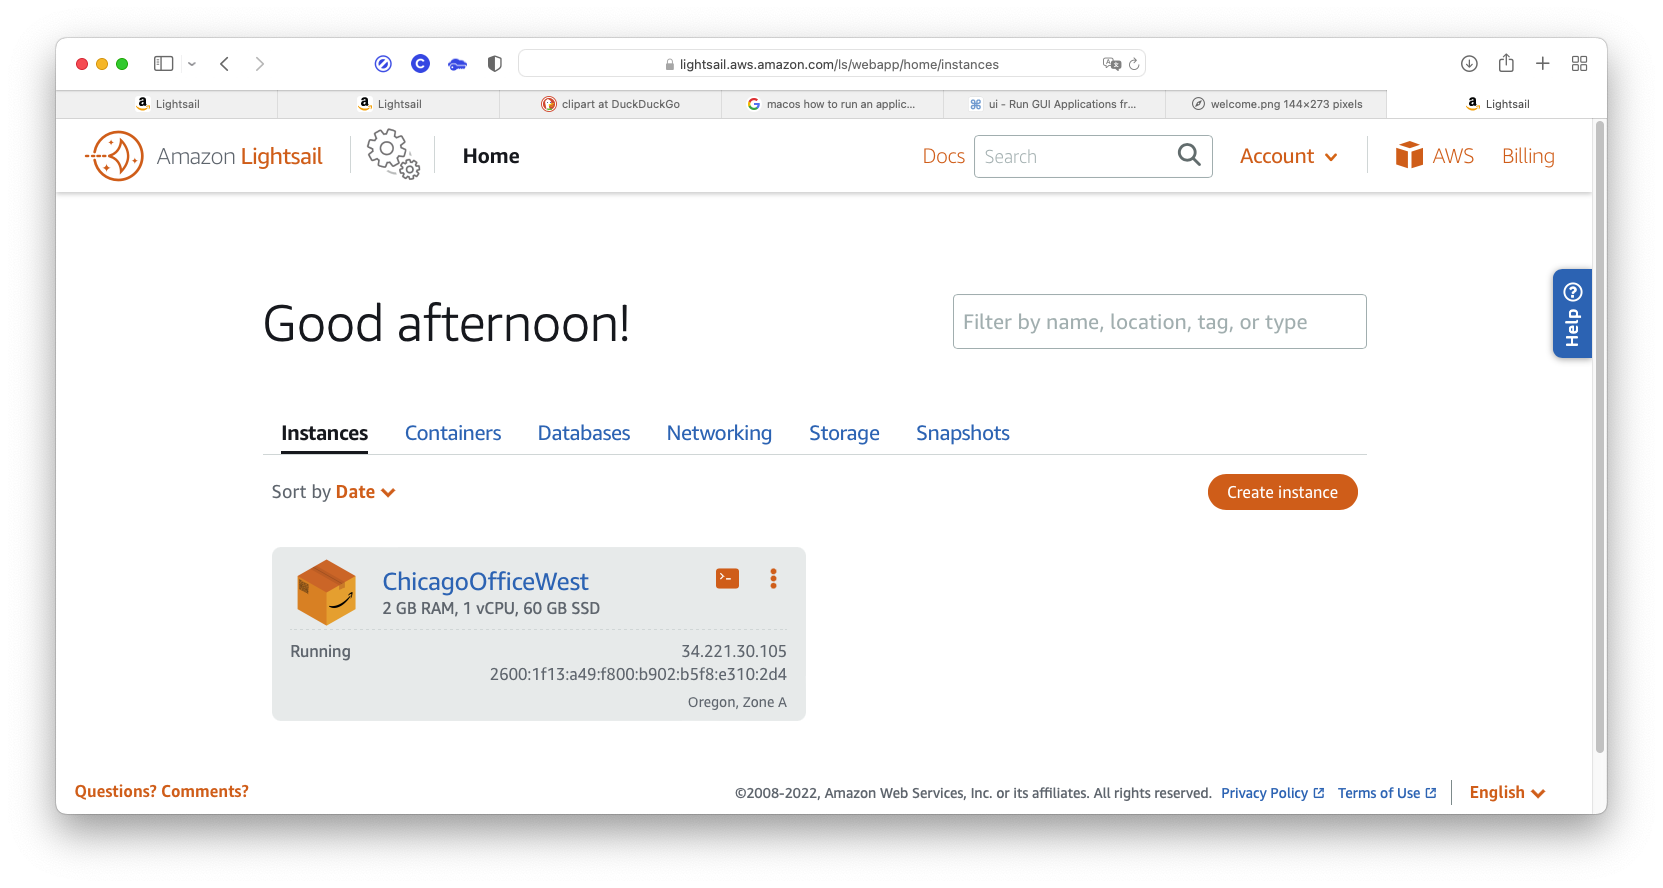 lightsail.aws.amazon.com/ls/webapp/home/instances
Lightsail
Lightsail
clipart at DuckDuckGo
macos how to run an applic...
ui - Run GUI Applications fr...
welcome.png 144×273 pixels
Lightsail
Amazon Lightsail
Home
Docs
Search
Account
AWS
Billing
Help
Good afternoon!
Filter by name, location, tag, or type
Instances
Containers
Databases
Networking
Storage
Snapshots
Sort by Date
Create instance
ChicagoOfficeWest
2 GB RAM, 1 vCPU, 60 GB SSD
Running
34.221.30.105
2600:1f13:a49:f800:b902:b5f8:e310:2d4
Oregon, Zone A
Questions? Comments?
©2008-2022, Amazon Web Services, Inc. or its affiliates. All rights reserved.
Privacy Policy
Terms of Use
English